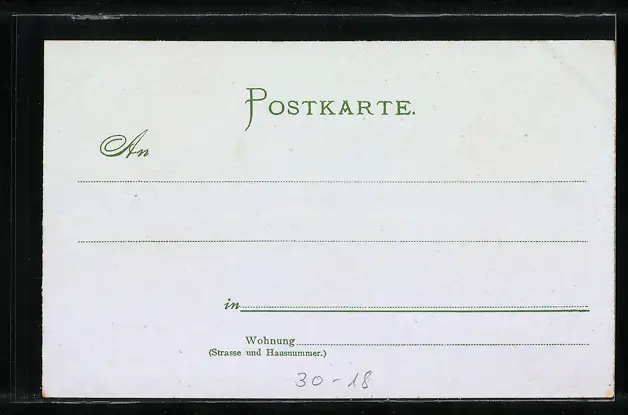 POSTKARTE.
An
in
Wohnung
(Strasse und Hausnummer.)
30-18